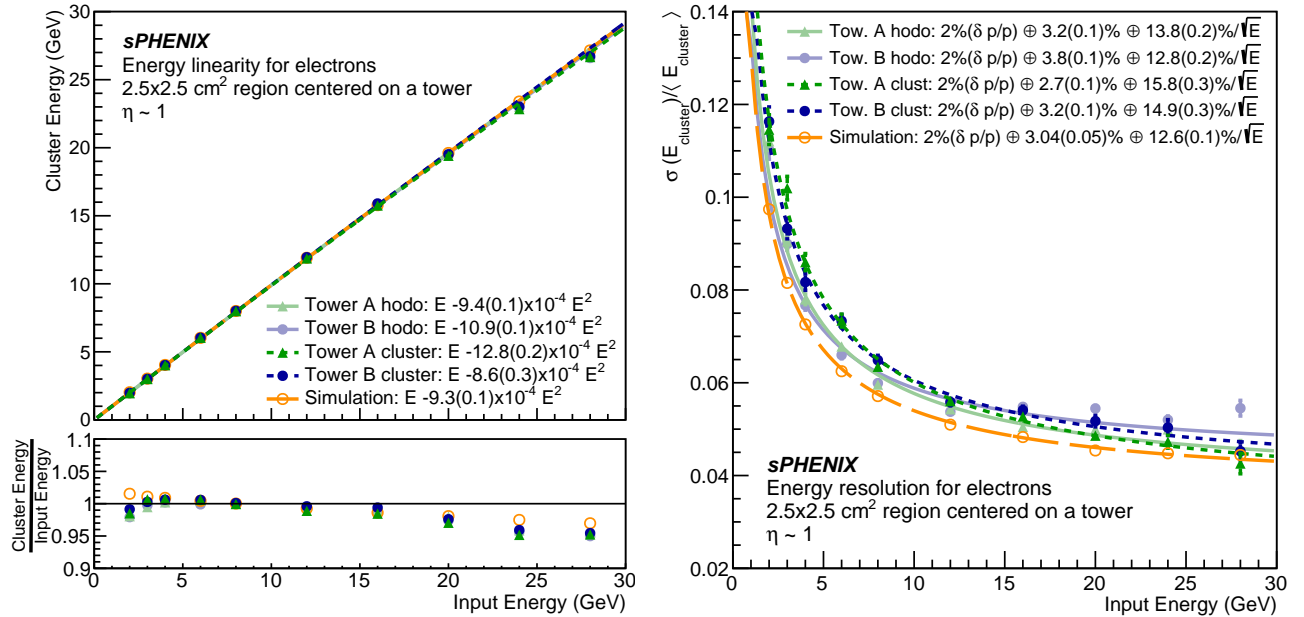 Cluster Energy (GeV)
30
25
20
15
10
5
0
sPHENIX
Energy linearity for electrons
2.5x2.5 cm² region centered on a tower
η ~ 1
Tower A hodo: E -9.4(0.1)x10⁻⁴ E²
Tower B hodo: E -10.9(0.1)x10⁻⁴ E²
Tower A cluster: E -12.8(0.2)x10⁻⁴ E²
Tower B cluster: E -8.6(0.3)x10⁻⁴ E²
Simulation: E -9.3(0.1)x10⁻⁴ E²
Cluster Energy
Input Energy
1.1
1.05
1
0.95
0.9
0 5 10 15 20 25 30
Input Energy (GeV)
σ (E_cluster)/⟨ E_cluster ⟩
0.14
0.12
0.1
0.08
0.06
0.04
0.02
Tow. A hodo: 2%(δ p/p) ⊕ 3.2(0.1)% ⊕ 13.8(0.2)%/√E
Tow. B hodo: 2%(δ p/p) ⊕ 3.8(0.1)% ⊕ 12.8(0.2)%/√E
Tow. A clust: 2%(δ p/p) ⊕ 2.7(0.1)% ⊕ 15.8(0.3)%/√E
Tow. B clust: 2%(δ p/p) ⊕ 3.2(0.1)% ⊕ 14.9(0.3)%/√E
Simulation: 2%(δ p/p) ⊕ 3.04(0.05)% ⊕ 12.6(0.1)%/√E
sPHENIX
Energy resolution for electrons
2.5x2.5 cm² region centered on a tower
η ~ 1
0 5 10 15 20 25 30
Input Energy (GeV)